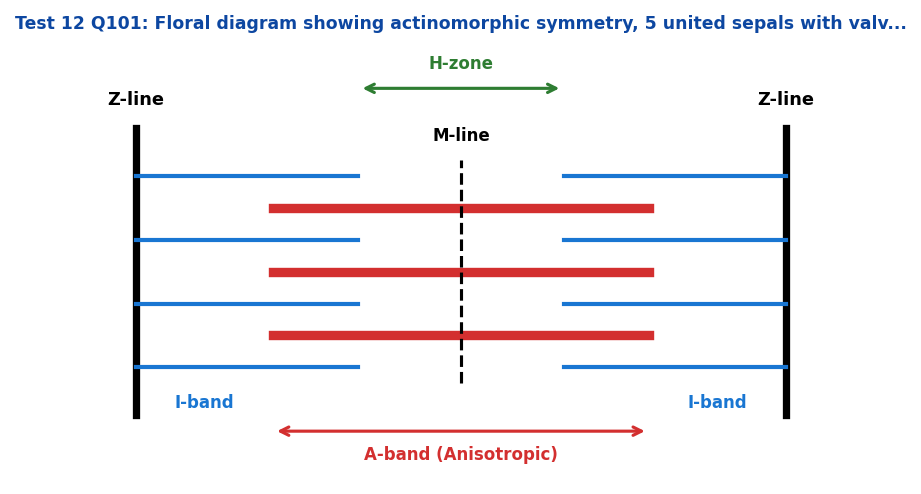 Test 12 Q101: Floral diagram showing actinomorphic symmetry, 5 united sepals with valv...
H-zone
Z-line
Z-line
M-line
I-band
I-band
A-band (Anisotropic)